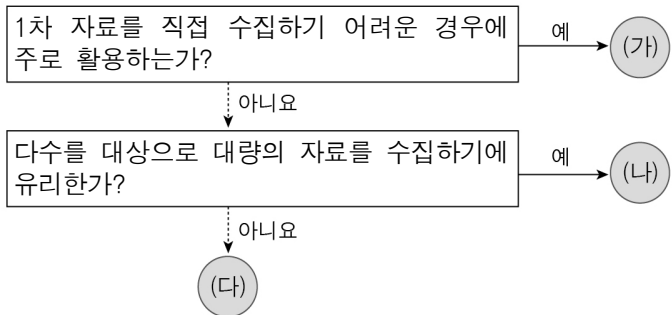 1차 자료를 직접 수집하기 어려운 경우에
주로 활용하는가?
예
(가)
아니요
다수를 대상으로 대량의 자료를 수집하기에
유리한가?
예
(나)
아니요
(다)